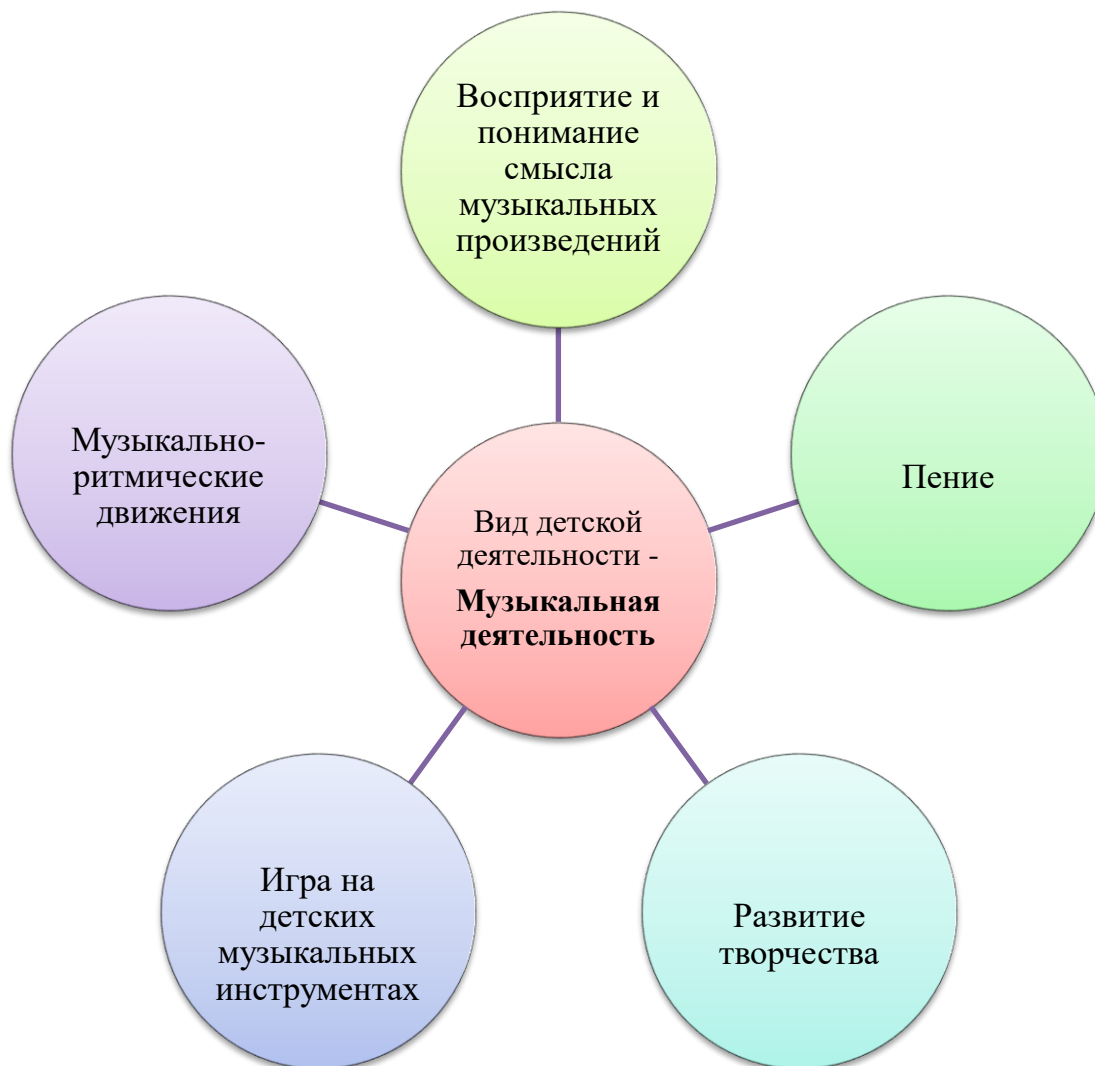 Восприятие и
понимание
смысла
музыкальных
произведений
Музыкально-
ритмические
движения
Пение
Вид детской
деятельности -
Музыкальная
деятельность
Игра на
детских
музыкальных
инструментах
Развитие
творчества